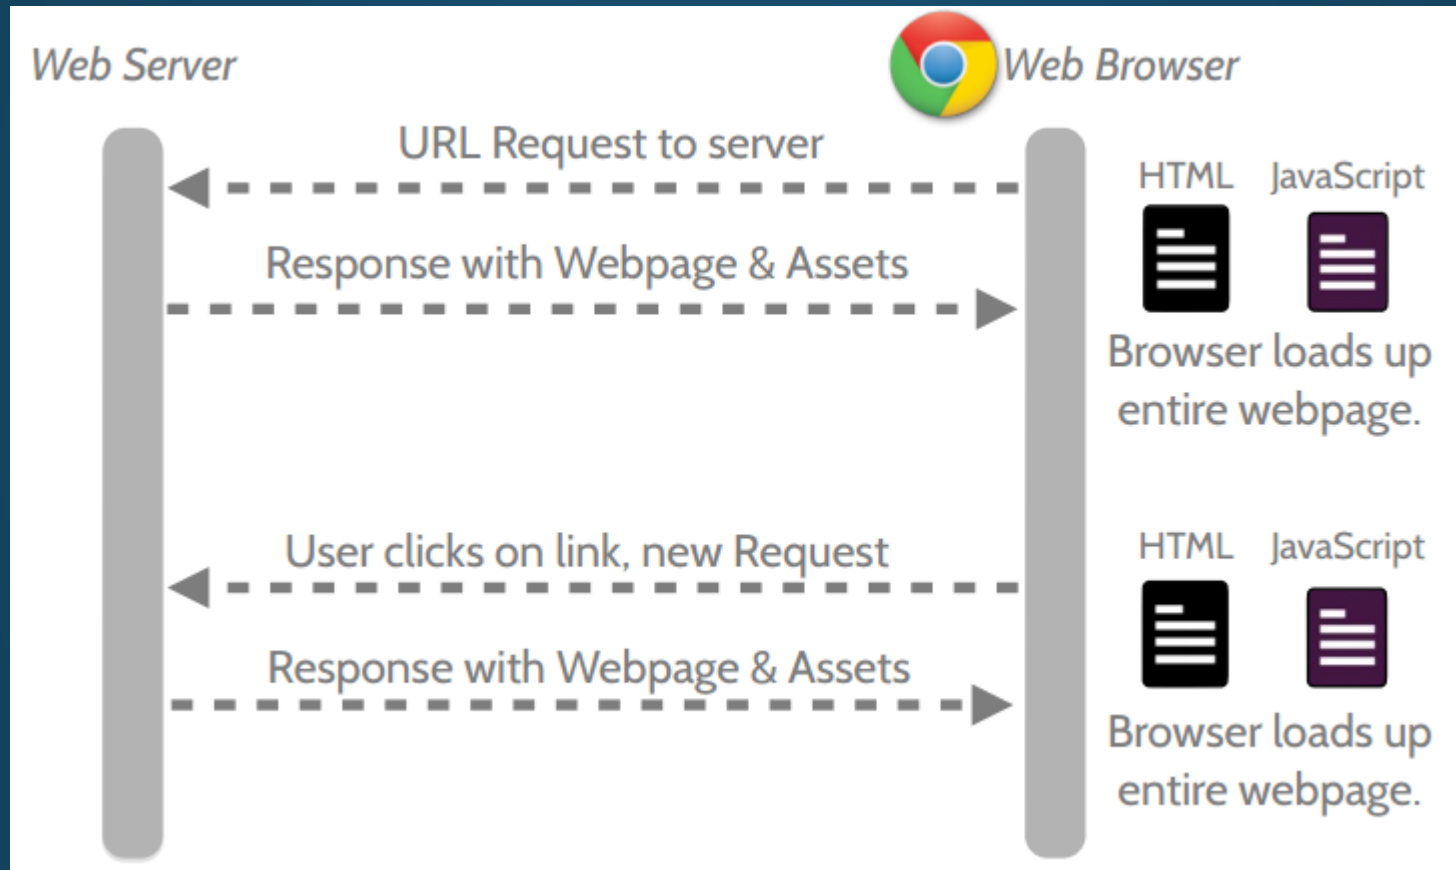 Web Server
Web Browser
URL Request to server
HTML JavaScript
Response with Webpage & Assets
Browser loads up
entire webpage.
User clicks on link, new Request
HTML JavaScript
Response with Webpage & Assets
Browser loads up
entire webpage.